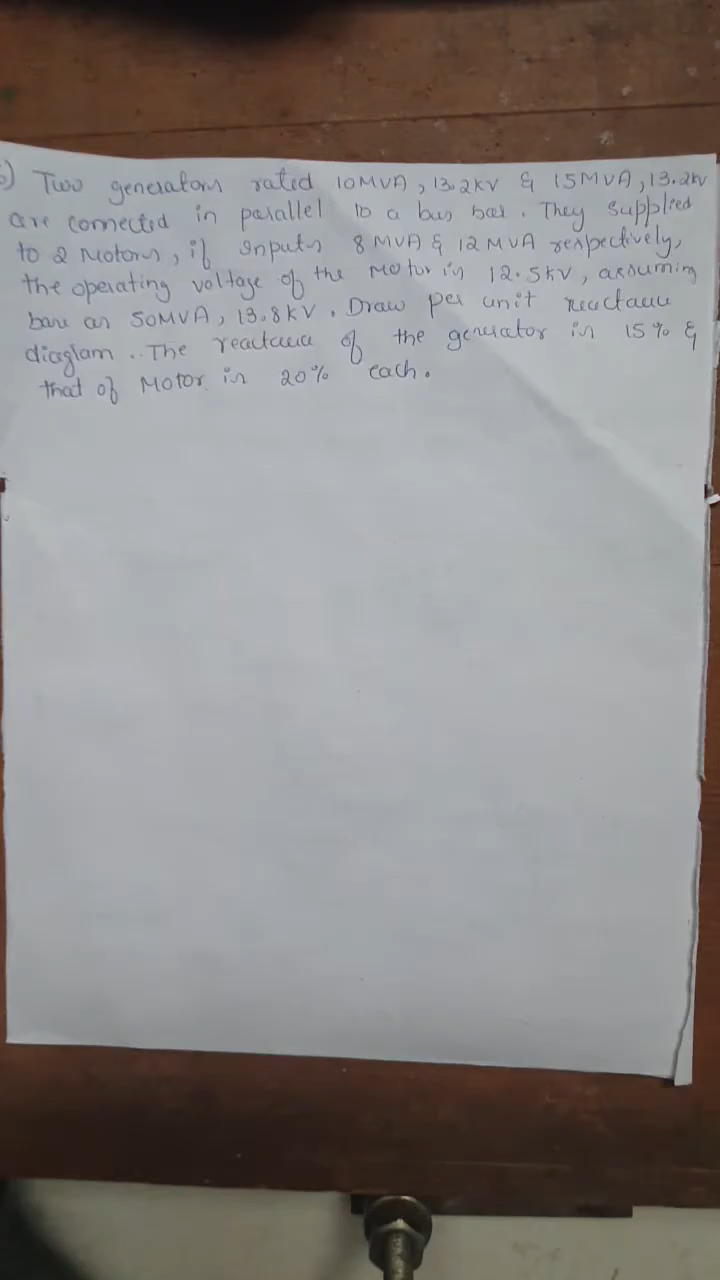 ) Two generators rated 10MVA, 13.2KV & 15MVA, 13.2kv
are connected in parallel to a bus bar. They supplied
to 2 Motors, if Inputs 8 MVA & 12 MVA respectively,
the operating voltage of the Motor is 12.5KV, assuming
base as 50MVA, 13.8KV. Draw per unit reactance
diaglam.. The reactance of the generator is 15% &
that of Motor is 20% each.